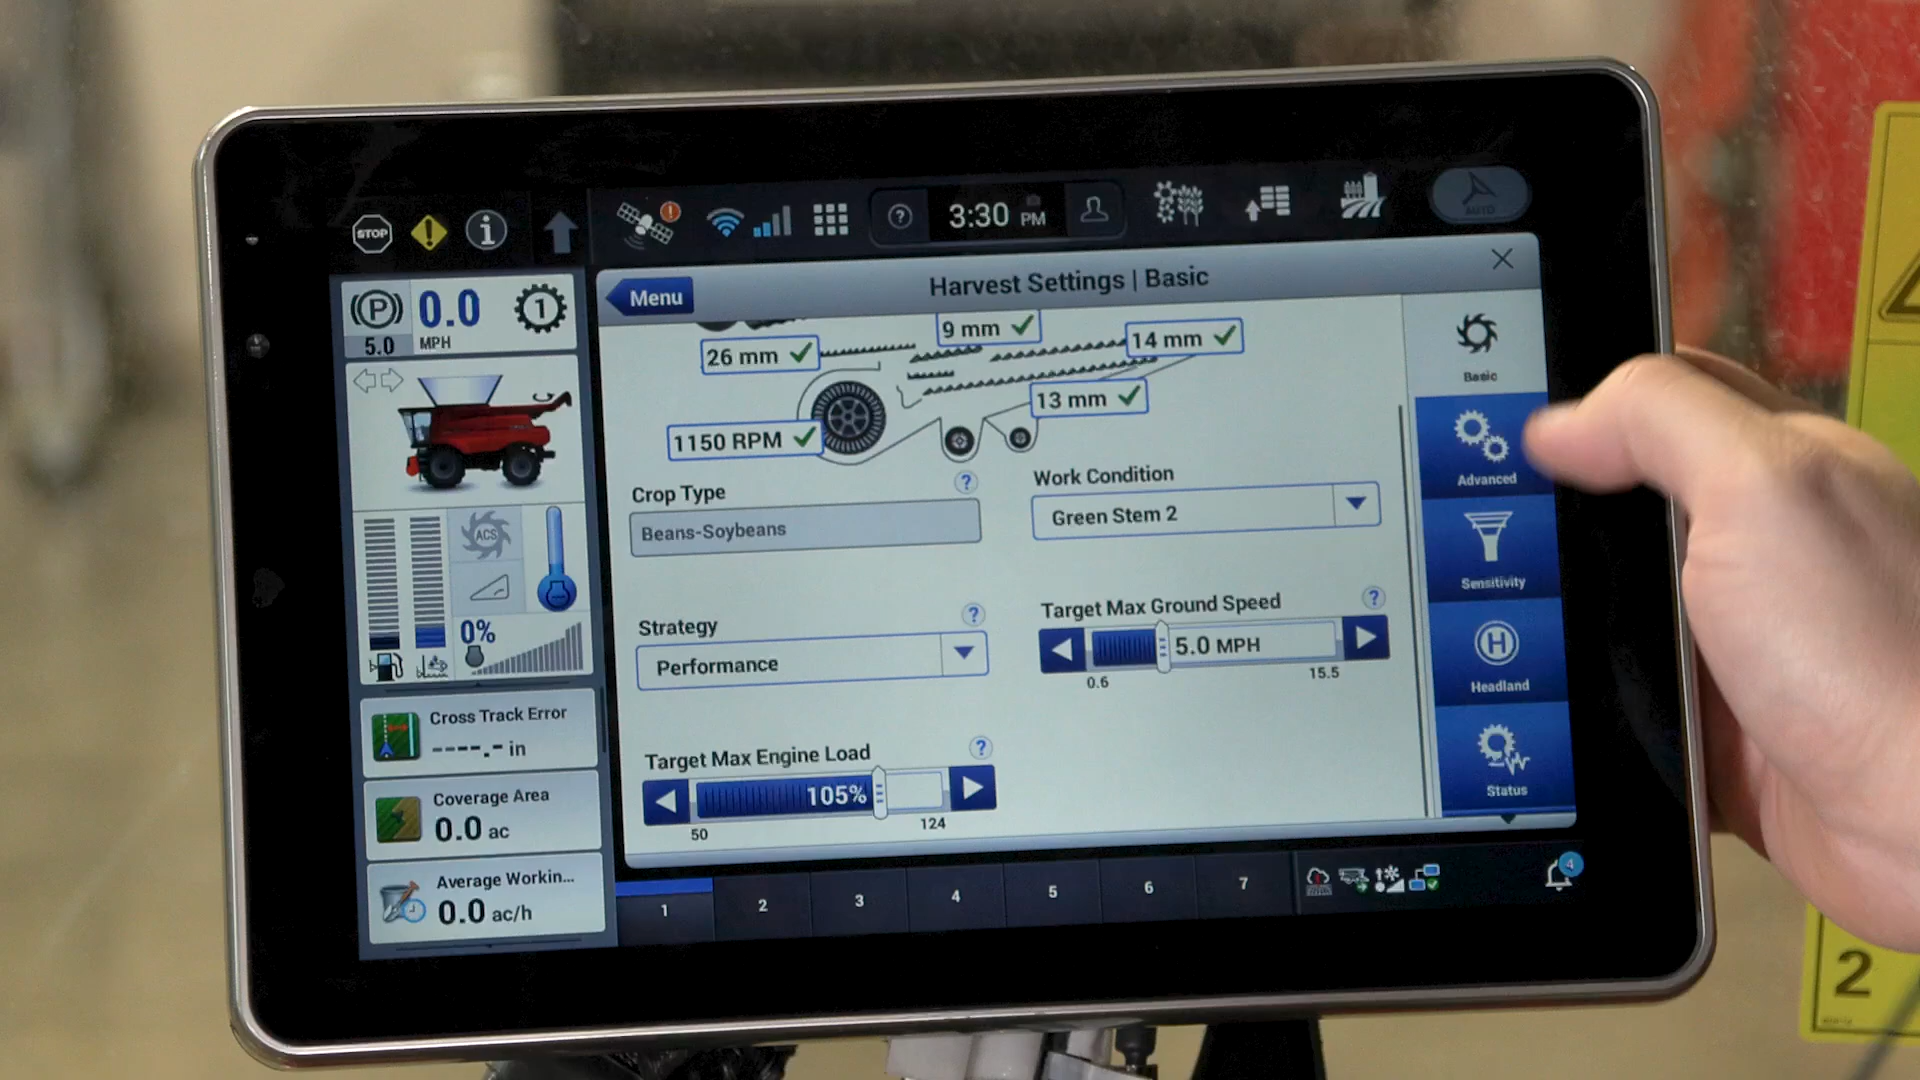 STOP
3:30 PM
AUTO
P
0.0
1
5.0
MPH
Menu
Harvest Settings | Basic
26 mm
9 mm
14 mm
13 mm
1150 RPM
Crop Type
Beans-Soybeans
Work Condition
Green Stem 2
Strategy
Performance
Target Max Ground Speed
5.0 MPH
0.6
15.5
Target Max Engine Load
105%
50
124
Basic
Advanced
Sensitivity
H
Headland
Status
ACS
0%
Cross Track Error
----.- in
Coverage Area
0.0 ac
Average Workin...
0.0 ac/h
1
2
3
4
5
6
7
4
2